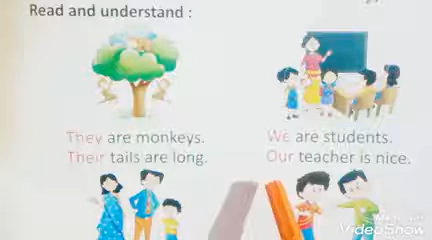 Read and understand :
They are monkeys.
Their tails are long.
We are students.
Our teacher is nice.
VideoShow